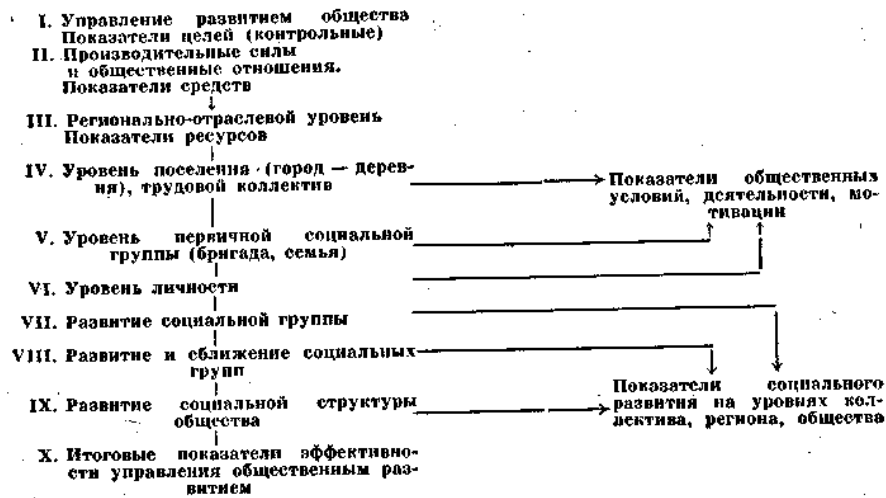 I. Управление развитием общества
Показатели целей (контрольные)
II. Производительные силы
и общественные отношения.
Показатели средств
III. Регионально-отраслевой уровень
Показатели ресурсов
IV. Уровень поселения (город — дерев-
ня), трудовой коллектив
Показатели общественных
условий, деятельности, мо-
тивации
V. Уровень первичной социальной
группы (бригада, семья)
VI. Уровень личности
VII. Развитие социальной группы
VIII. Развитие и сближение социальных
групп
Показатели социального
развития на уровнях кол-
лектива, региона, общества
IX. Развитие социальной структуры
общества
X. Итоговые показатели эффективно-
сти управления общественным раз-
витием